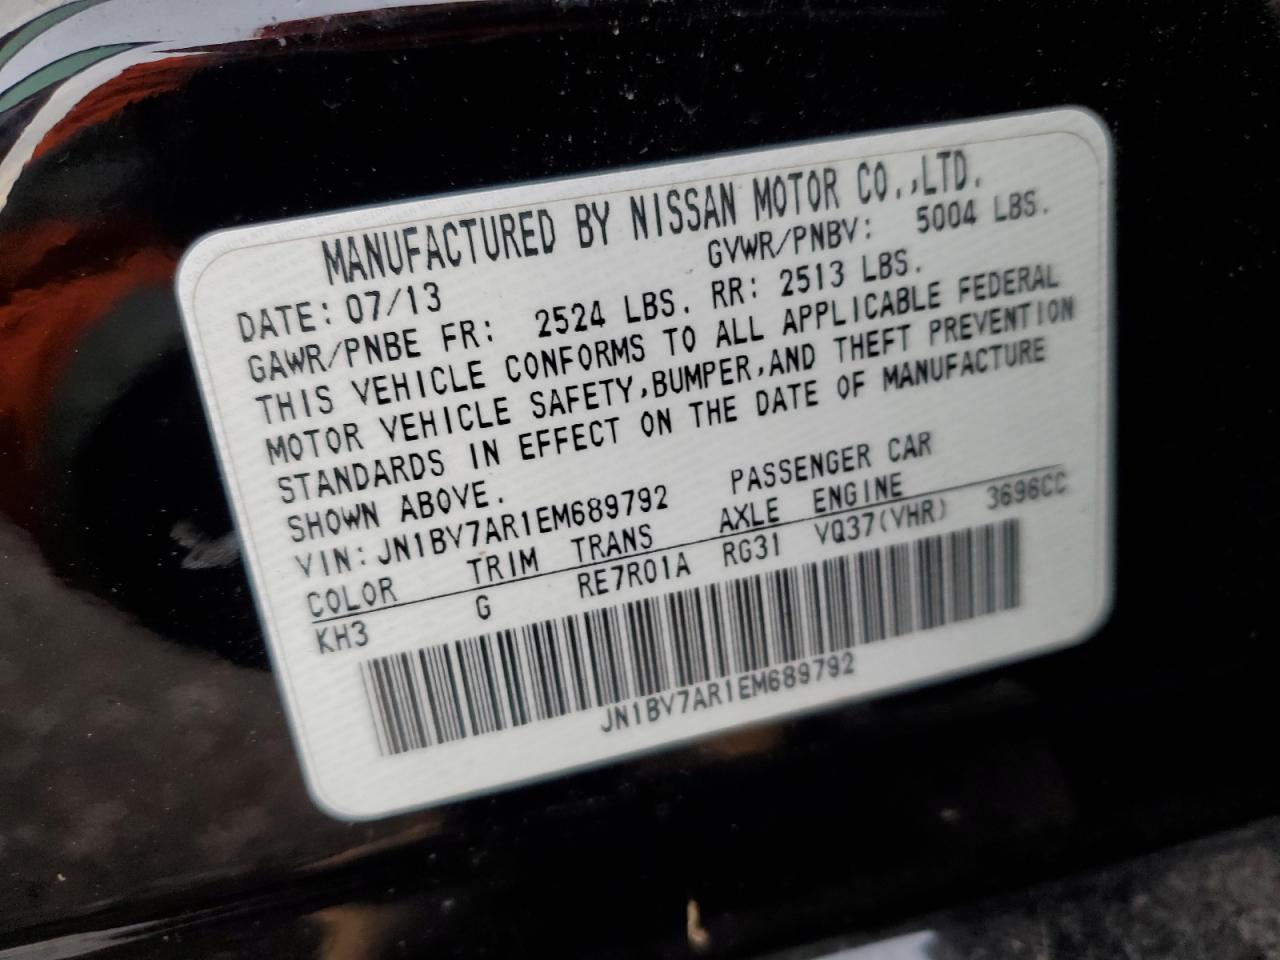 MANUFACTURED BY NISSAN MOTOR CO.,LTD.
DATE: 07/13 GVWR/PNBV: 5004 LBS.
GAWR/PNBE FR: 2524 LBS. RR: 2513 LBS.
THIS VEHICLE CONFORMS TO ALL APPLICABLE FEDERAL
MOTOR VEHICLE SAFETY,BUMPER,AND THEFT PREVENTION
STANDARDS IN EFFECT ON THE DATE OF MANUFACTURE
SHOWN ABOVE.
VIN: JN1BV7AR1EM689792 PASSENGER CAR
COLOR TRIM TRANS AXLE ENGINE
KH3 G RE7R01A RG31 VQ37(VHR) 3696CC
JN1BV7AR1EM689792